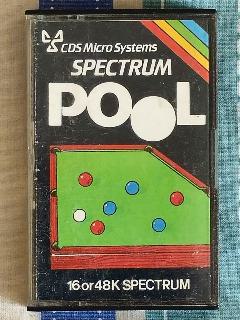 CDS Micro Systems
SPECTRUM
POOL
16 or 48K SPECTRUM